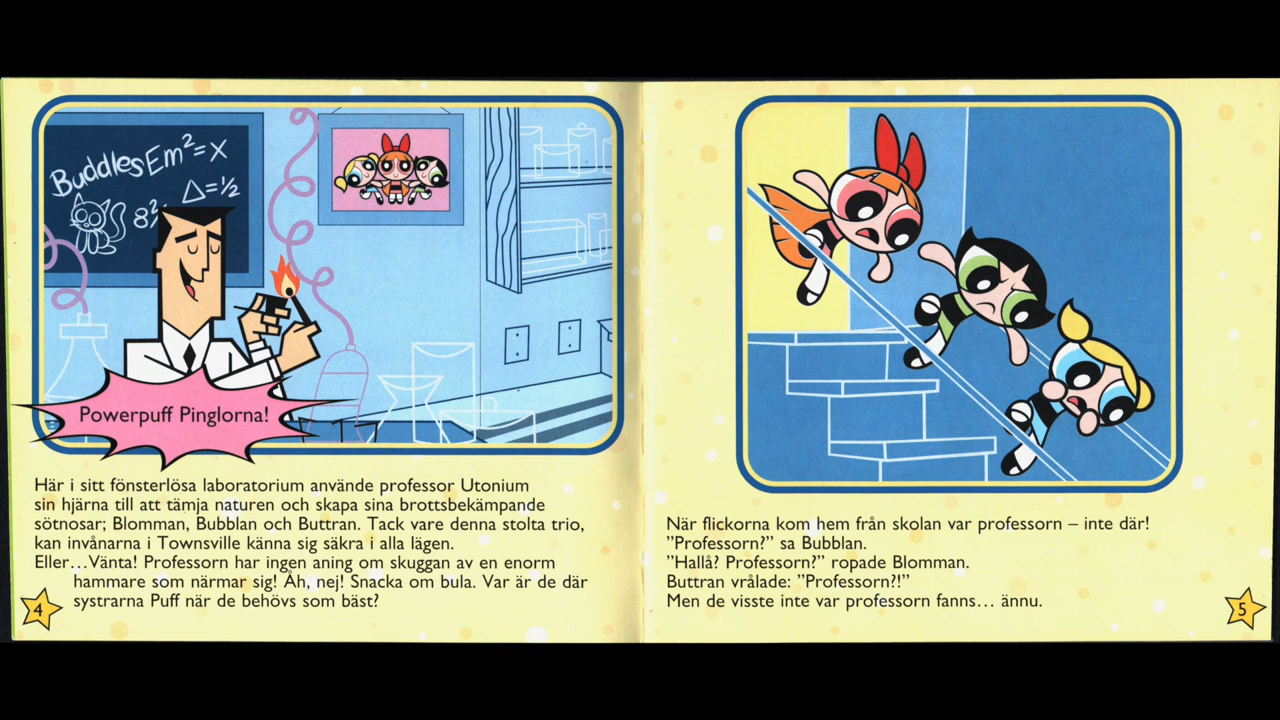 BuddlesEm²=X
△=½
8²
Powerpuff Pinglorna!
Här i sitt fönsterlösa laboratorium använde professor Utonium
sin hjärna till att tämja naturen och skapa sina brottsbekämpande
sötnosar; Blomman, Bubblan och Buttran. Tack vare denna stolta trio,
kan invånarna i Townsville känna sig säkra i alla lägen.
Eller...Vänta! Professorn har ingen aning om skuggan av en enorm
hammare som närmar sig! Åh, nej! Snacka om bula. Var är de där
systrarna Puff när de behövs som bäst?
4
När flickorna kom hem från skolan var professorn – inte där!
”Professorn?” sa Bubblan.
”Hallå? Professorn?” ropade Blomman.
Buttran vrålade: ”Professorn?!”
Men de visste inte var professorn fanns... ännu.
5